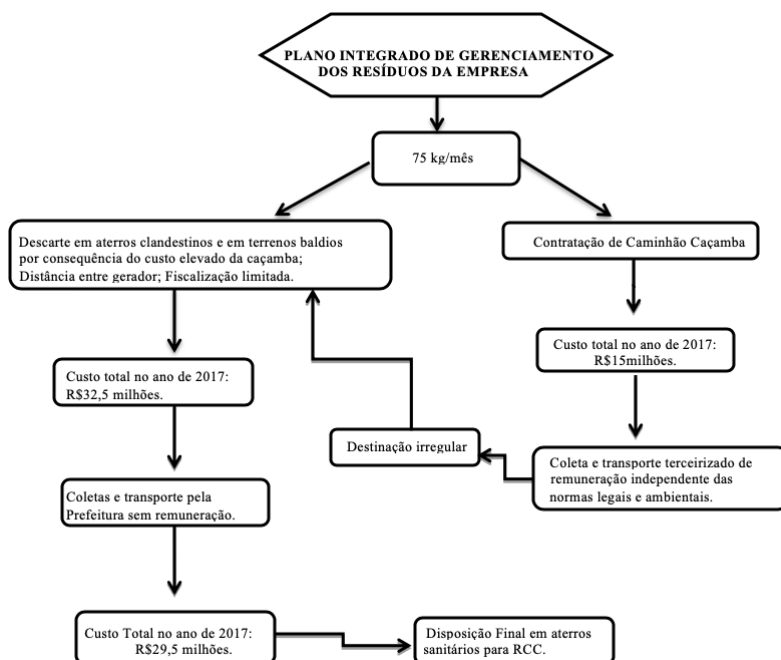 PLANO INTEGRADO DE GERENCIAMENTO
DOS RESÍDUOS DA EMPRESA
75 kg/mês
Descarte em aterros clandestinos e em terrenos baldios
por consequência do custo elevado da caçamba;
Distância entre gerador; Fiscalização limitada.
Contratação de Caminhão Caçamba
Custo total no ano de 2017:
R$15milhões.
Custo total no ano de 2017:
R$32,5 milhões.
Destinação irregular
Coleta e transporte terceirizado de
remuneração independente das
normas legais e ambientais.
Coletas e transporte pela
Prefeitura sem remuneração.
Custo Total no ano de 2017:
R$29,5 milhões.
Disposição Final em aterros
sanitários para RCC.